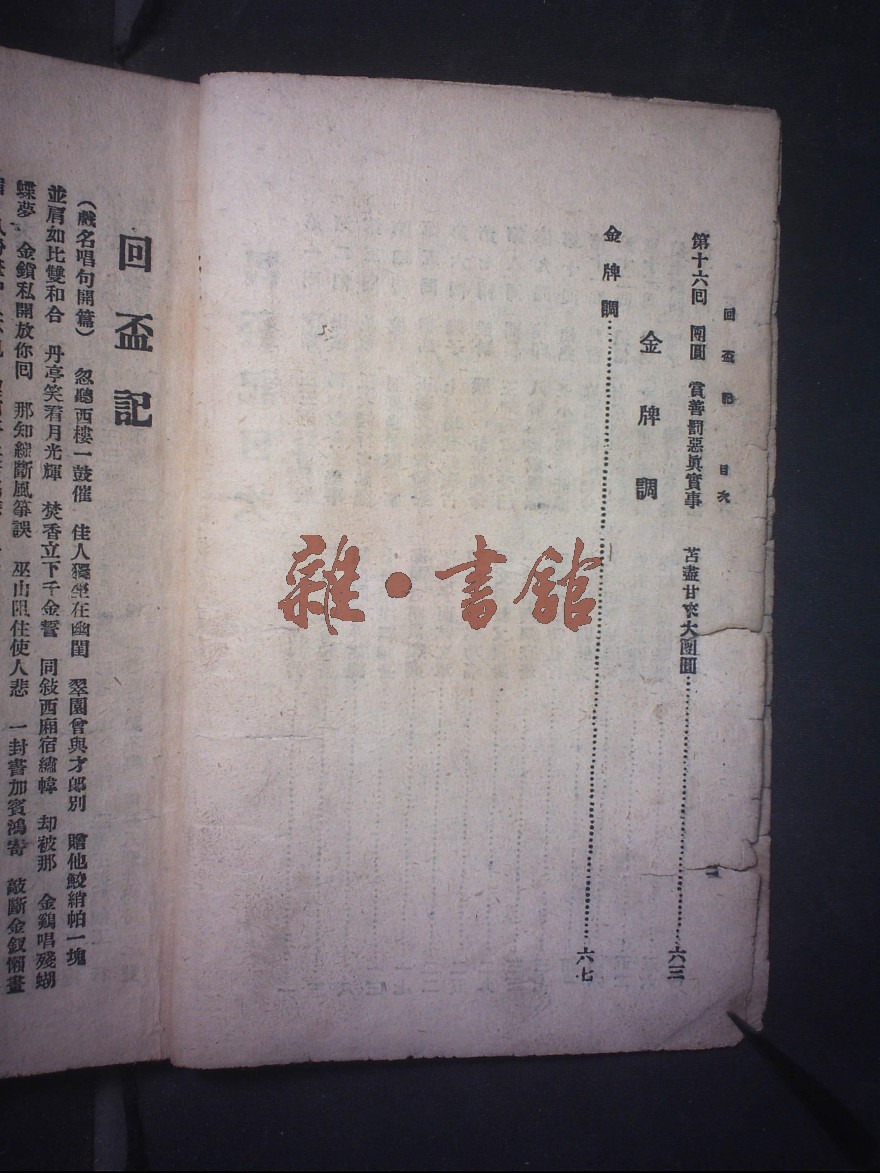 回盃記 目次
第十六回 團圓 賞善罰惡眞實事 苦盡甘來大團圓……六三
金牌調
金牌調……六七
二
雜·書館
回盃記
(戲名唱句開篇) 忽聽西樓一鼓催 佳人獨坐在幽閨 翠園曾與才郎別 贈他鮫綃帕一塊
並肩如比雙和合 丹亭笑看月光輝 焚香立下千金誓 同敍西廂宿繡幃 却被那 金鷄唱殘蝴
蝶夢 金鎖私開放你回 那知線斷風箏誤 巫山阻住使人悲 一封書加賓鴻寄 敲斷金釵懶畫